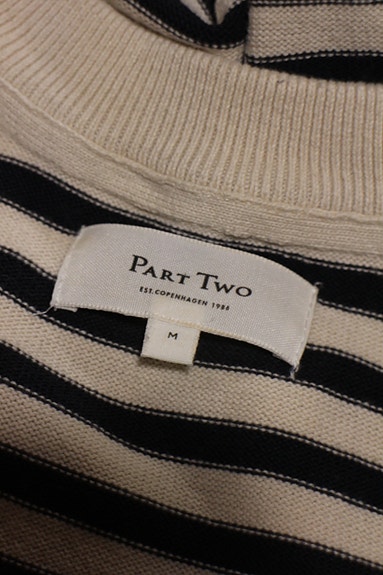 PART TWO
EST. COPENHAGEN 1986
M